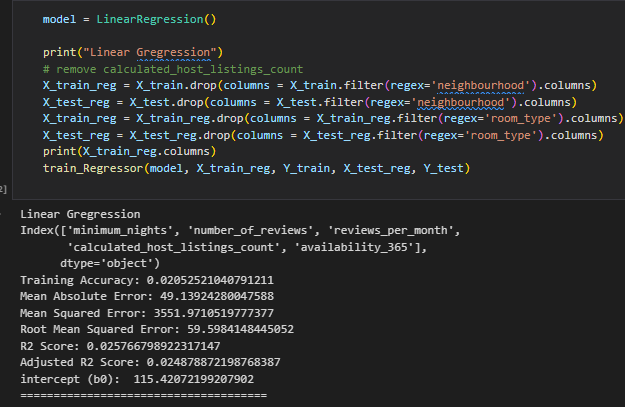 model = LinearRegression()
print("Linear Gregression")
# remove calculated_host_listings_count
X_train_reg = X_train.drop(columns = X_train.filter(regex='neighbourhood').columns)
X_test_reg = X_test.drop(columns = X_test.filter(regex='neighbourhood').columns)
X_train_reg = X_train_reg.drop(columns = X_train_reg.filter(regex='room_type').columns)
X_test_reg = X_test_reg.drop(columns = X_test_reg.filter(regex='room_type').columns)
print(X_train_reg.columns)
train_Regressor(model, X_train_reg, Y_train, X_test_reg, Y_test)
2]
Linear Gregression
Index(['minimum_nights', 'number_of_reviews', 'reviews_per_month',
'calculated_host_listings_count', 'availability_365'],
dtype='object')
Training Accuracy: 0.02052521040791211
Mean Absolute Error: 49.13924280047588
Mean Squared Error: 3551.9710519777377
Root Mean Squared Error: 59.5984148445052
R2 Score: 0.025766798922317147
Adjusted R2 Score: 0.024878872198768387
intercept (b0):  115.42072199207902
=====================================